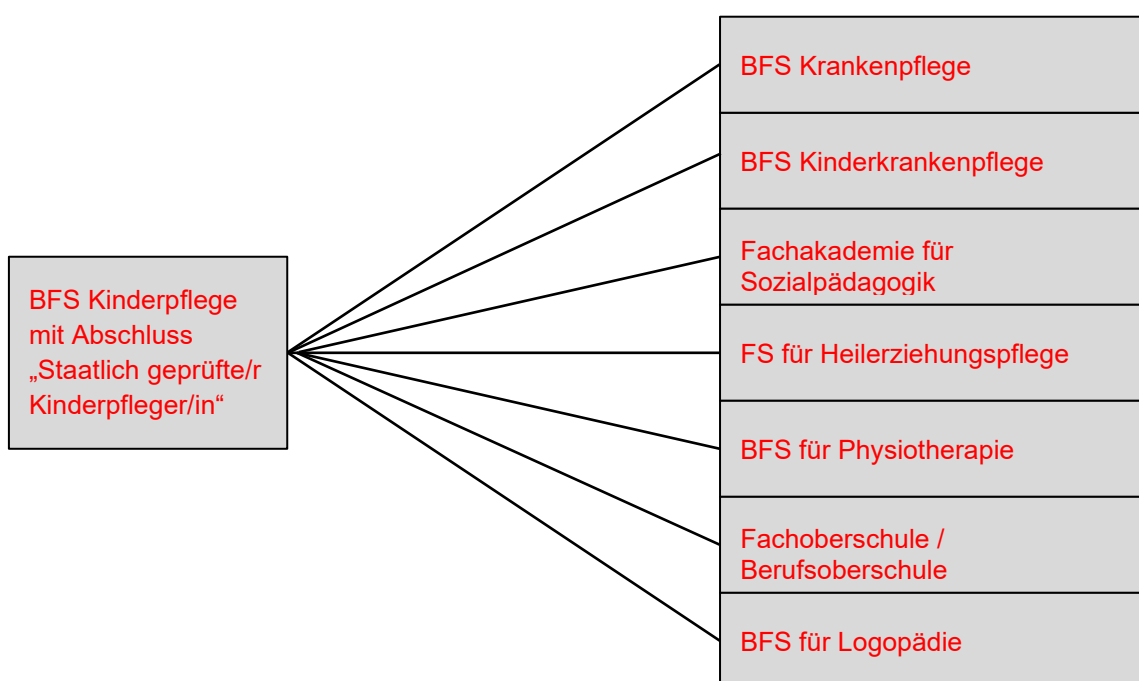 BFS Krankenpflege
BFS Kinderkrankenpflege
Fachakademie für
Sozialpädagogik
BFS Kinderpflege
mit Abschluss
„Staatlich geprüfte/r
Kinderpfleger/in“
FS für Heilerziehungspflege
BFS für Physiotherapie
Fachoberschule /
Berufsoberschule
BFS für Logopädie